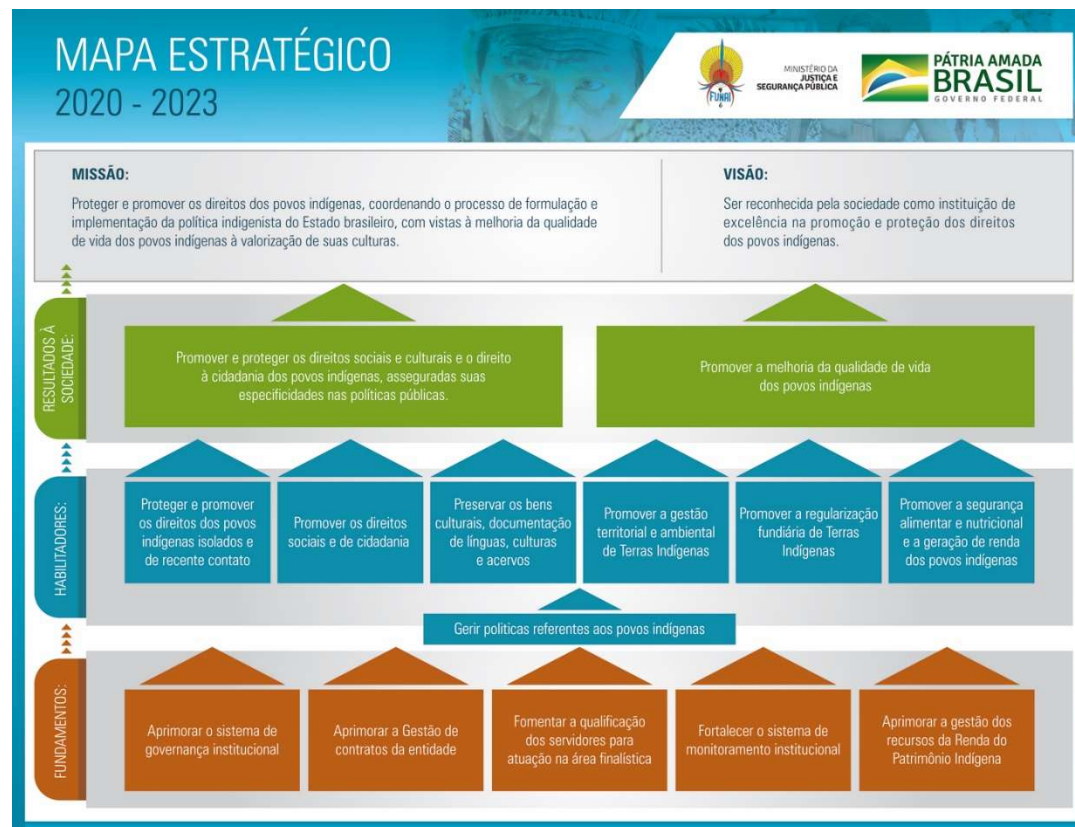 MAPA ESTRATÉGICO
2020 - 2023
FUNAI
MINISTÉRIO DA
JUSTIÇA E
SEGURANÇA PÚBLICA
PÁTRIA AMADA
BRASIL
GOVERNO FEDERAL
MISSÃO:
Proteger e promover os direitos dos povos indígenas, coordenando o processo de formulação e
implementação da política indigenista do Estado brasileiro, com vistas à melhoria da qualidade
de vida dos povos indígenas à valorização de suas culturas.
VISÃO:
Ser reconhecida pela sociedade como instituição de
excelência na promoção e proteção dos direitos
dos povos indígenas.
RESULTADOS À
SOCIEDADE:
Promover e proteger os direitos sociais e culturais e o direito
à cidadania dos povos indígenas, asseguradas suas
especificidades nas políticas públicas.
Promover a melhoria da qualidade de vida
dos povos indígenas
HABILITADORES:
Proteger e promover
os direitos dos povos
indígenas isolados e
de recente contato
Promover os direitos
sociais e de cidadania
Preservar os bens
culturais, documentação
de línguas, culturas
e acervos
Promover a gestão
territorial e ambiental
de Terras Indígenas
Promover a regularização
fundiária de Terras
Indígenas
Promover a segurança
alimentar e nutricional
e a geração de renda
dos povos indígenas
Gerir políticas referentes aos povos indígenas
FUNDAMENTOS:
Aprimorar o sistema de
governança institucional
Aprimorar a Gestão de
contratos da entidade
Fomentar a qualificação
dos servidores para
atuação na área finalística
Fortalecer o sistema de
monitoramento institucional
Aprimorar a gestão dos
recursos da Renda do
Patrimônio Indígena